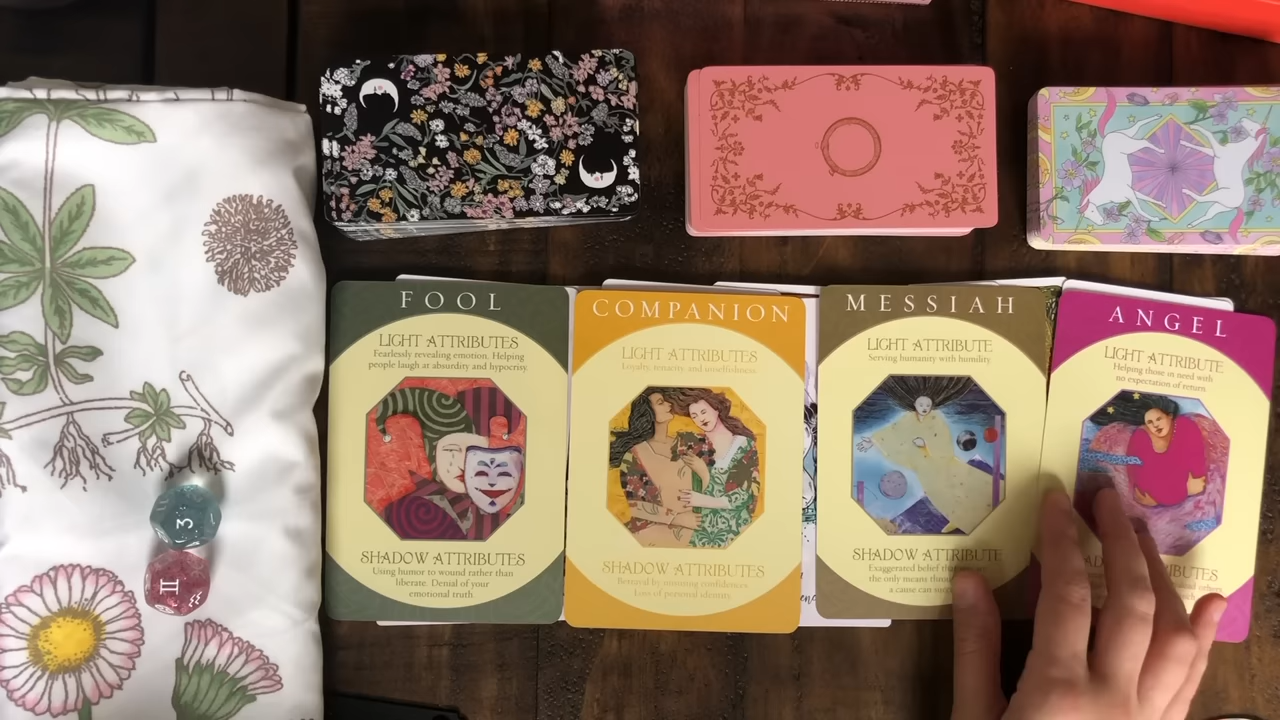 FOOL
LIGHT ATTRIBUTES
Fearlessly revealing emotion. Helping
people laugh at absurdity and hypocrisy.
SHADOW ATTRIBUTES
Using humor to wound rather than
liberate. Denial of your
emotional truth.
COMPANION
LIGHT ATTRIBUTES
Loyalty, tenacity, and unselfishness.
SHADOW ATTRIBUTES
Betrayal by misusing confidences.
Loss of personal identity.
MESSIAH
LIGHT ATTRIBUTE
Serving humanity with humility.
SHADOW ATTRIBUTE
Exaggerated belief
the only means
a cause can
ANGEL
LIGHT ATTRIBUTE
Helping those in need with
no expectation of return.
3